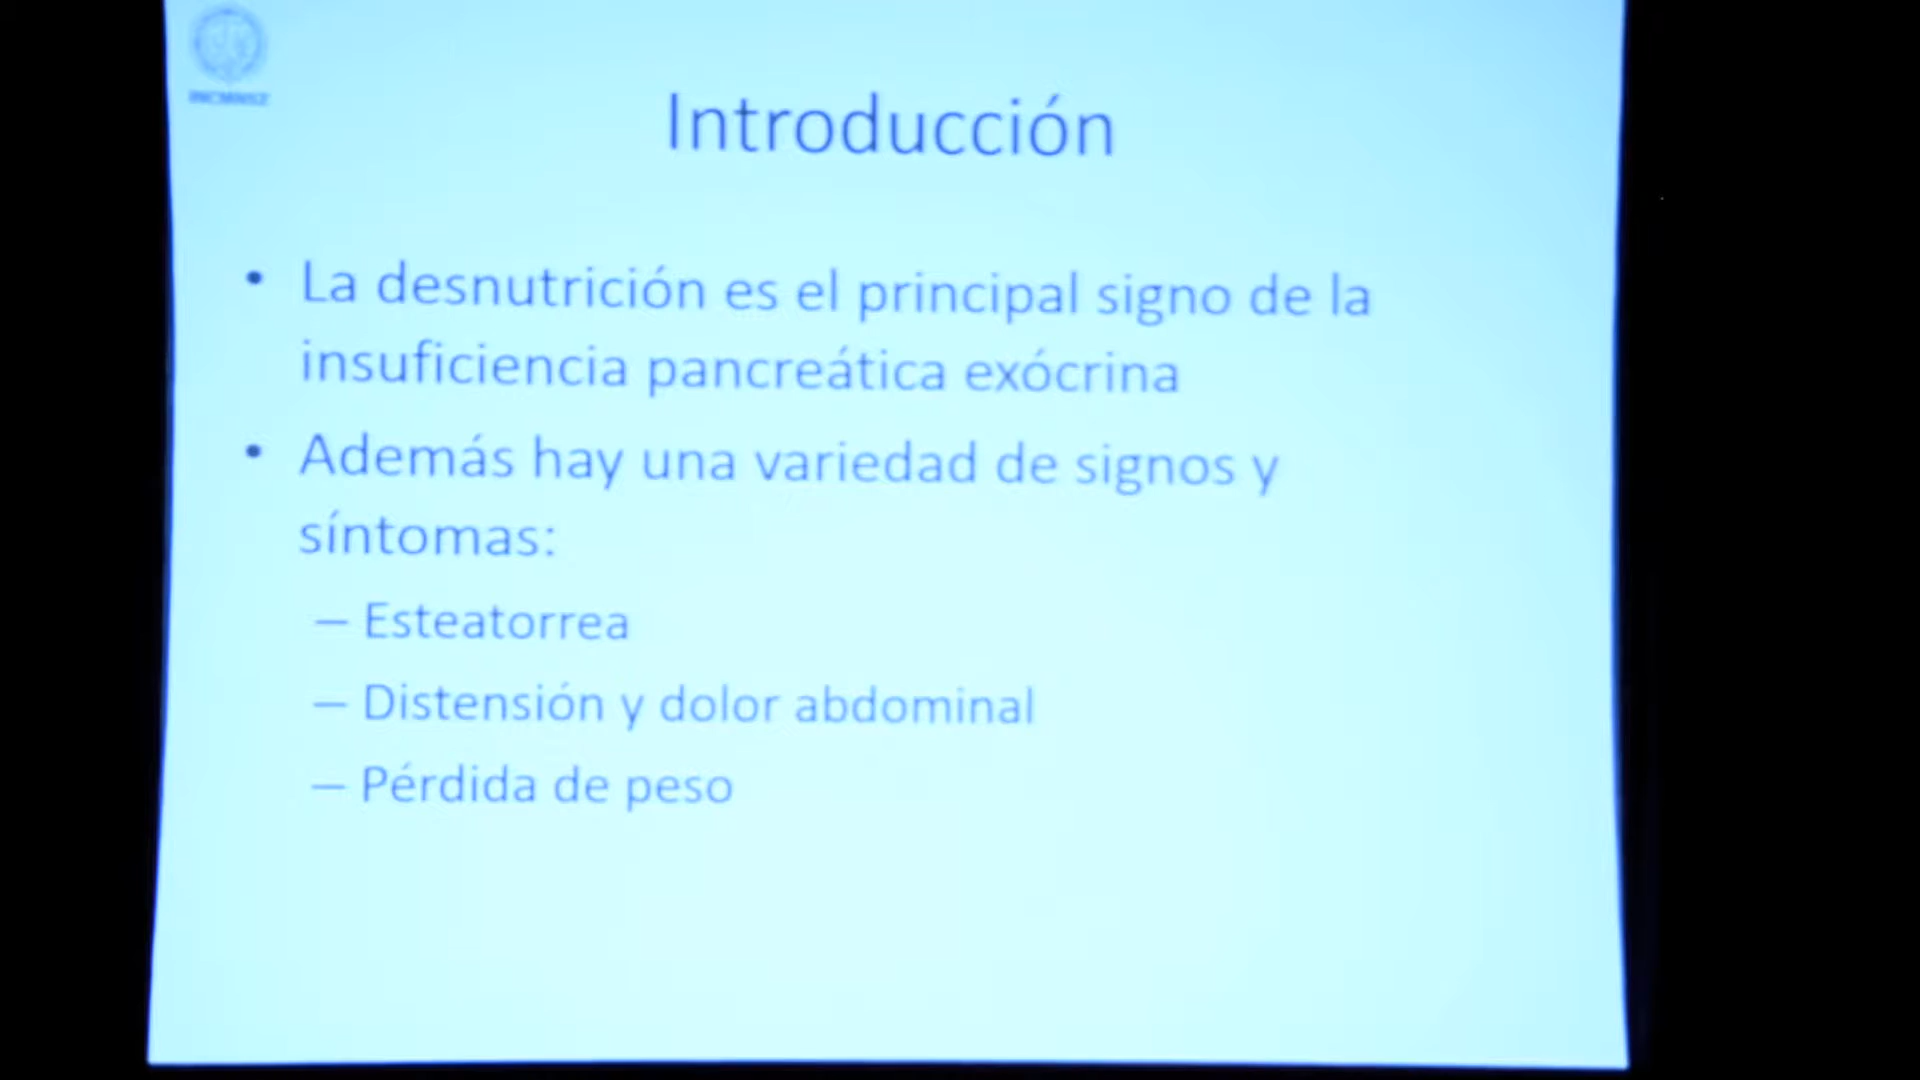 INCMNSZ
Introducción
• La desnutrición es el principal signo de la
insuficiencia pancreática exócrina
• Además hay una variedad de signos y
síntomas:
– Esteatorrea
– Distensión y dolor abdominal
– Pérdida de peso